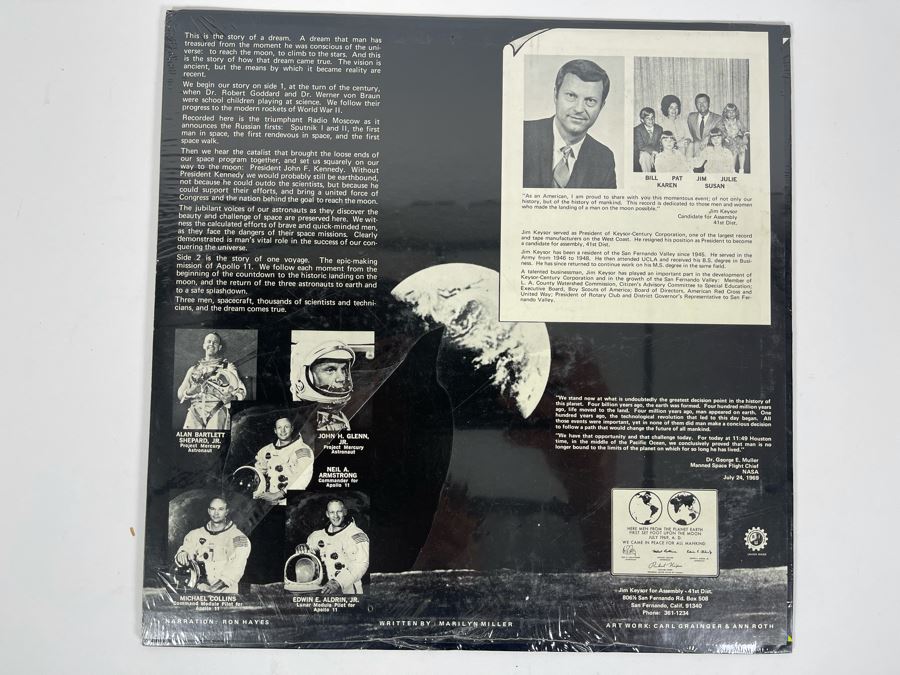 This is the story of a dream. A dream that man has
treasured from the moment he was conscious of the uni-
verse: to reach the moon, to climb to the stars. And this
is the story of how that dream came true. The vision is
ancient, but the means by which it became reality are
recent.
We begin our story on side 1, at the turn of the century,
when Dr. Robert Goddard and Dr. Werner von Braun
were school children playing at science. We follow their
progress to the modern rockets of World War II.
Recorded here is the triumphant Radio Moscow as it
announces the Russian firsts: Sputnik I and II, the first
man in space, the first rendevous in space, and the first
space walk.
Then we hear the catalist that brought the loose ends of
our space program together, and set us squarely on our
way to the moon: President John F. Kennedy. Without
President Kennedy we would probably still be earthbound,
not because he could outdo the scientists, but because he
could support their efforts, and bring a united force of
Congress and the nation behind the goal to reach the moon.
The jubilant voices of our astronauts as they discover the
beauty and challenge of space are preserved here. We wit-
ness the calculated efforts of brave and quick-minded men,
as they face the dangers of their space missions. Clearly
demonstrated is man's vital role in the success of our con-
quering the universe.
Side 2 is the story of one voyage. The epic-making
mission of Apollo 11. We follow each moment from the
beginning of the countdown to the historic landing on
the moon, and the return of the three astronauts to earth and
to a safe splashdown.
Three men, spacecraft, thousands of scientists and techni-
cians, and the dream comes true.
BILL PAT JIM JULIE
KAREN SUSAN
"As an American, I am proud to share with you this momentous event; of not only our
history, but of the history of mankind. This record is dedicated to those men and women
who made the landing of a man on the moon possible."
Jim Keysor
Candidate for Assembly
41st Dist.
Jim Keysor served as President of Keysor-Century Corporation, one of the largest record
and tape manufacturers on the West Coast. He resigned his position as President to become
a candidate for assembly, 41st Dist.
Jim Keysor has been a resident of the San Fernando Valley since 1945. He served in the
Army from 1946 to 1948. He then attended UCLA and received his B.S. degree in Busi-
ness. He has since returned to continue work on his M.S. degree in the same field.
A talented businessman, Jim Keysor has played an important part in the development of
Keysor-Century Corporation and in the growth of the San Fernando Valley: Member of
L. A. County Watershed Commission, Citizen's Advisory Committee to Special Education;
Executive Board, Boy Scouts of America; Board of Directors, American Red Cross and
United Way; President of Rotary Club and District Governor's Representative to San Fer-
nando Valley.
"We stand now at what is undoubtedly the greatest decision point in the history of
this planet. Four billion years ago, the earth was formed. Four hundred million years
ago, life moved to the land. Four million years ago, man appeared on earth. One
hundred years ago, the technological revolution that led to this day began. All
those events were important, yet in none of them did man make a concious decision
to follow a path that would change the future of all mankind.
"We have that opportunity and that challenge today. For today at 11:49 Houston
time, in the middle of the Pacific Ocean, we conclusively proved that man is no
longer bound to the limits of the planet on which for so long he has lived."
Dr. George E. Muller
Manned Space Flight Chief
NASA
July 24, 1969
ALAN BARTLETT
SHEPARD, JR.
Project Mercury
Astronaut
JOHN H. GLENN,
JR.
Project Mercury
Astronaut
NEIL A.
ARMSTRONG
Commander for
Apollo 11
MICHAEL COLLINS
Command Module Pilot for
Apollo 11
EDWIN E. ALDRIN, JR.
Lunar Module Pilot for
Apollo 11
HERE MEN FROM THE PLANET EARTH
FIRST SET FOOT UPON THE MOON
JULY 1969, A. D.
WE CAME IN PEACE FOR ALL MANKIND
Jim Keysor for Assembly - 41st Dist.
806½ San Fernando Rd. Box 508
San Fernando, Calif. 91340
Phone: 361-1234
NARRATION: RON HAYES
WRITTEN BY: MARILYN MILLER
ART WORK: CARL GRAINGER & ANN ROTH